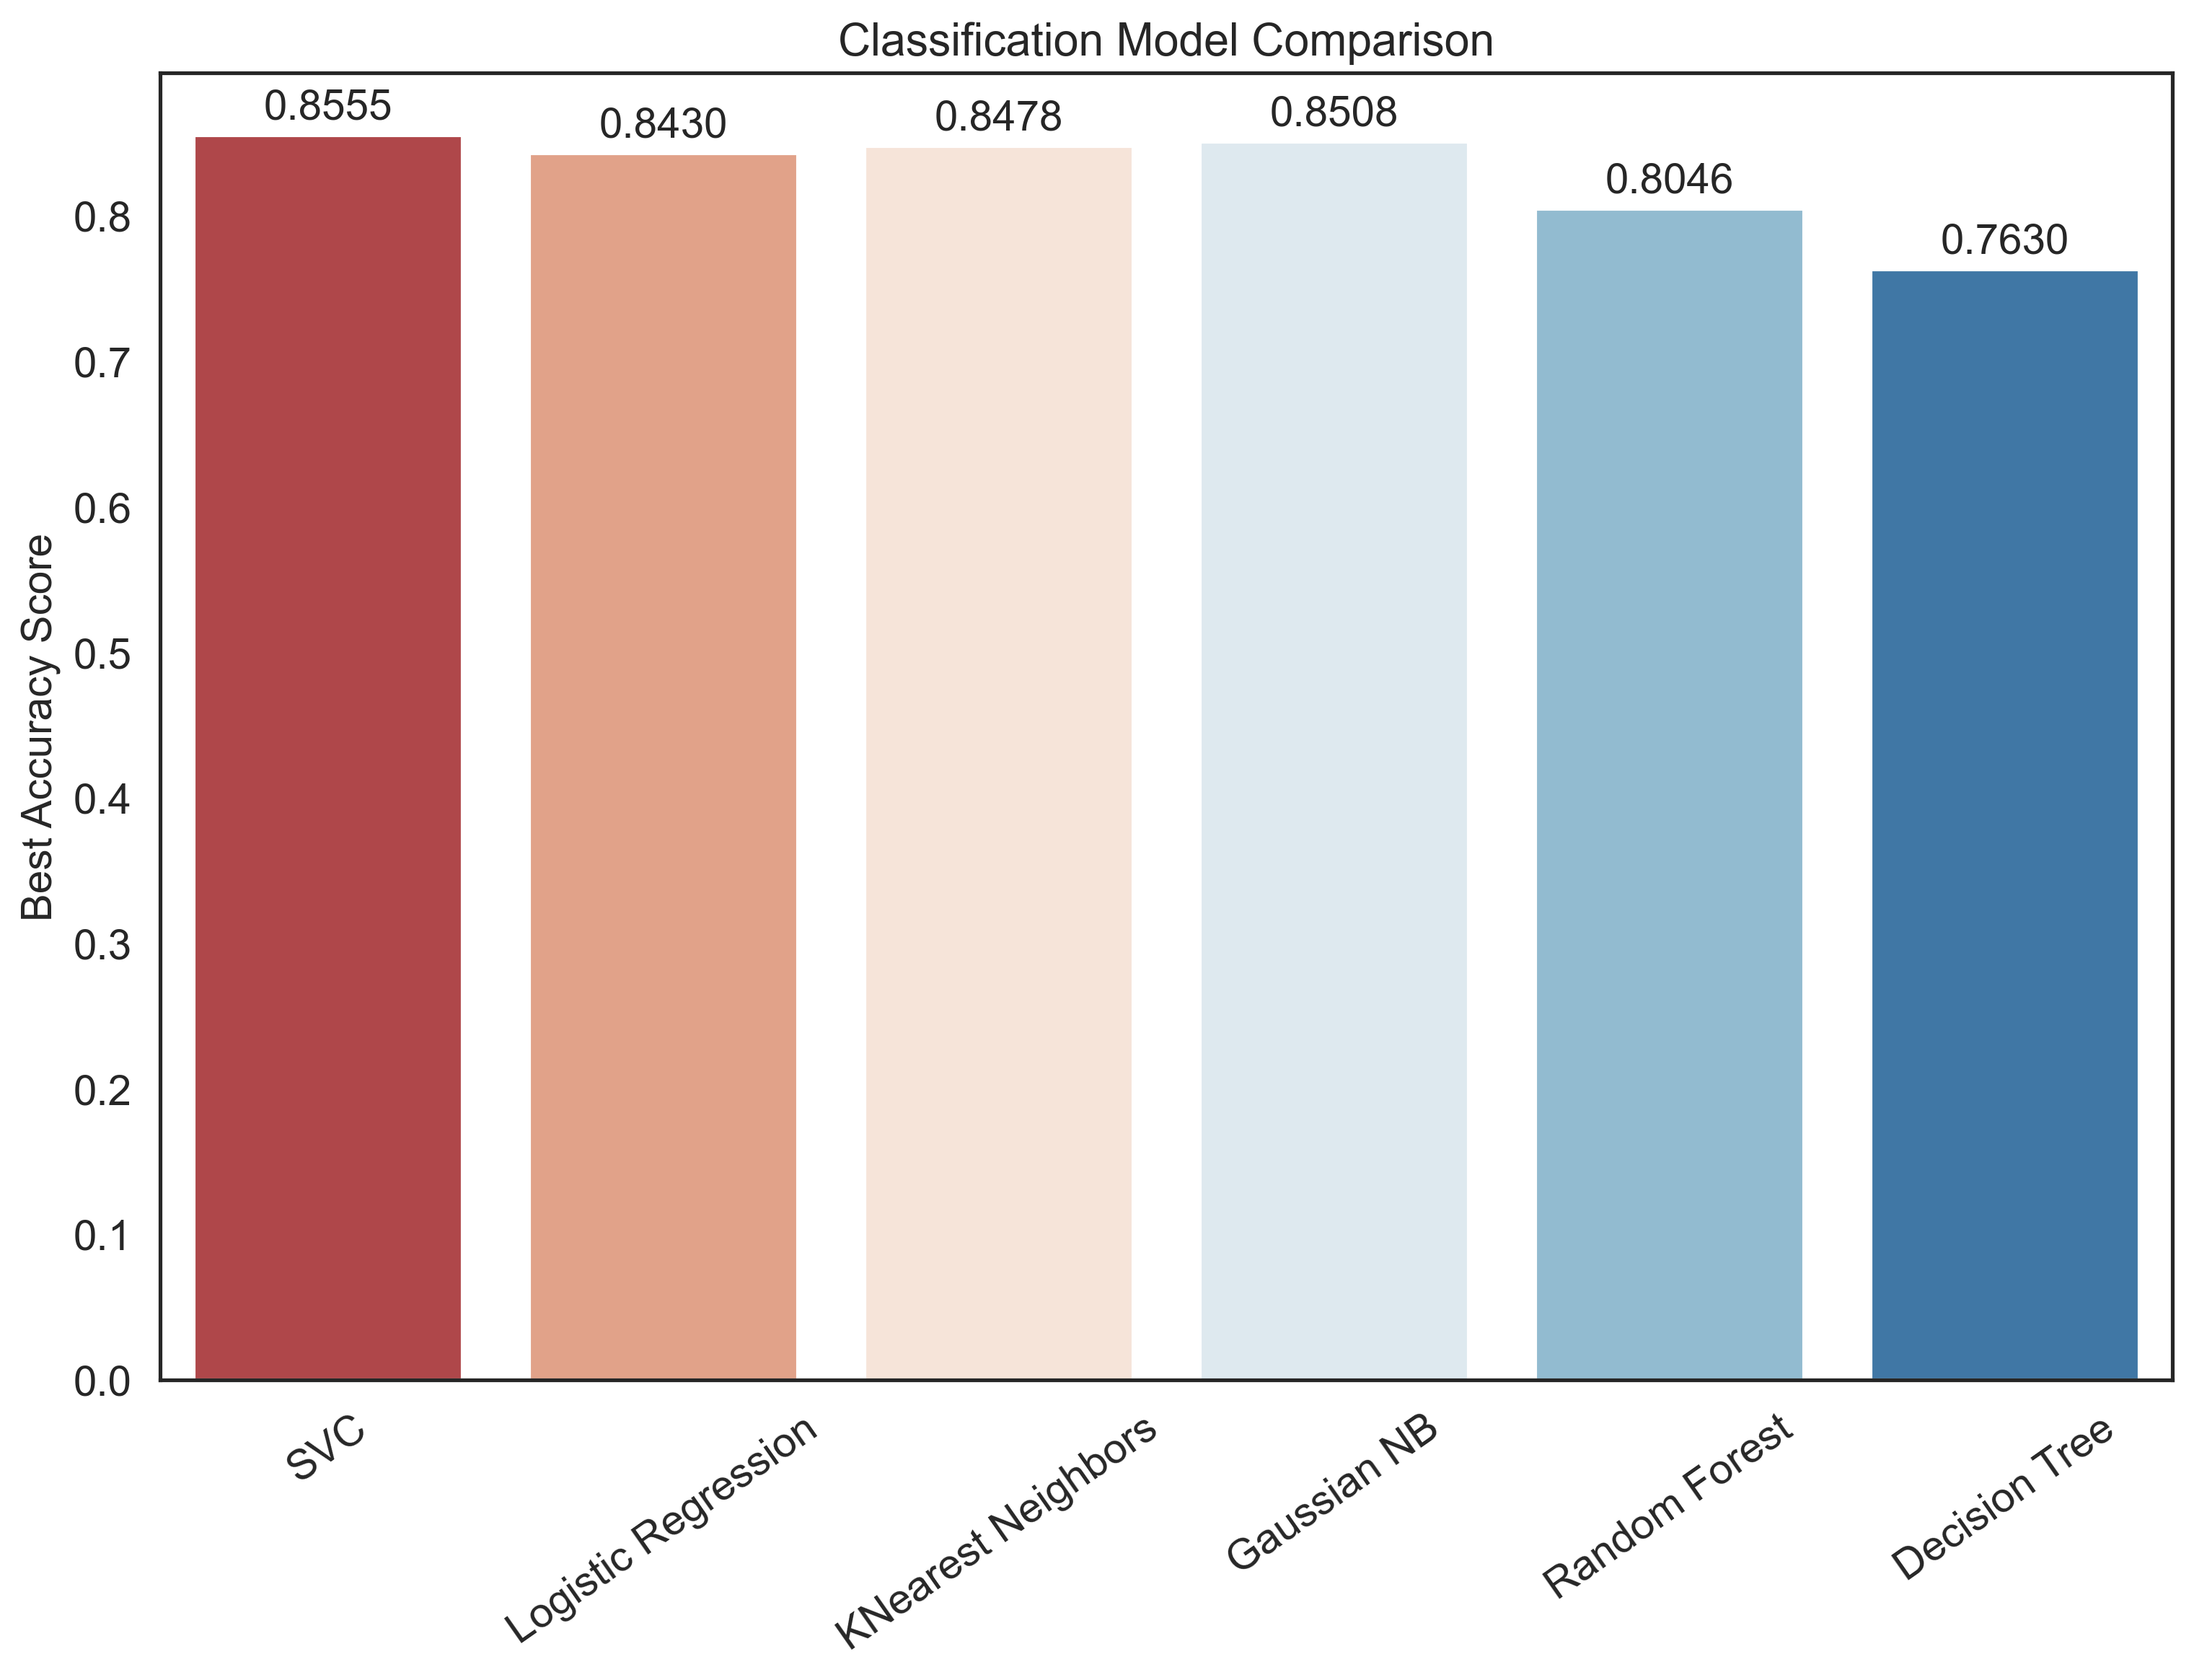 Classification Model Comparison
0.8555
0.8430
0.8478
0.8508
0.8046
0.7630
Best Accuracy Score
0.8
0.7
0.6
0.5
0.4
0.3
0.2
0.1
0.0
SVC
Logistic Regression
KNearest Neighbors
Gaussian NB
Random Forest
Decision Tree